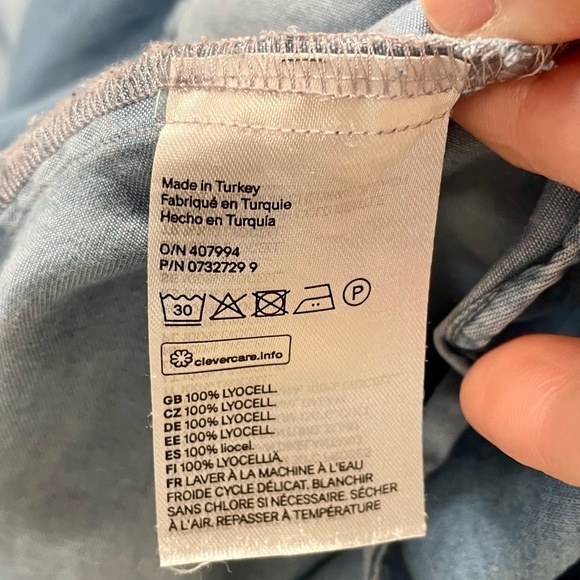 Made in Turkey
Fabriqué en Turquie
Hecho en Turquía
O/N 407994
P/N 0732729 9
30 P
clevercare.info
GB 100% LYOCELL.
CZ 100% LYOCELL.
DE 100% LYOCELL.
EE 100% LYOCELL.
ES 100% liocel.
FI 100% LYOCELLIÄ.
FR LAVER À LA MACHINE À L'EAU
FROIDE CYCLE DÉLICAT. BLANCHIR
SANS CHLORE SI NÉCESSAIRE. SÉCHER
À L'AIR. REPASSER À TEMPÉRATURE